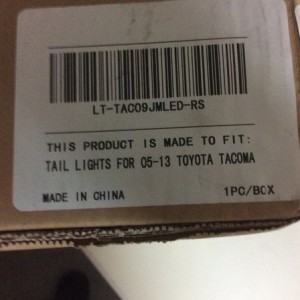 LT-TAC09JMLED-RS
THIS PRODUCT IS MADE TO FIT:
TAIL LIGHTS FOR 05-13 TOYOTA TACOMA
MADE IN CHINA 1PC/BOX